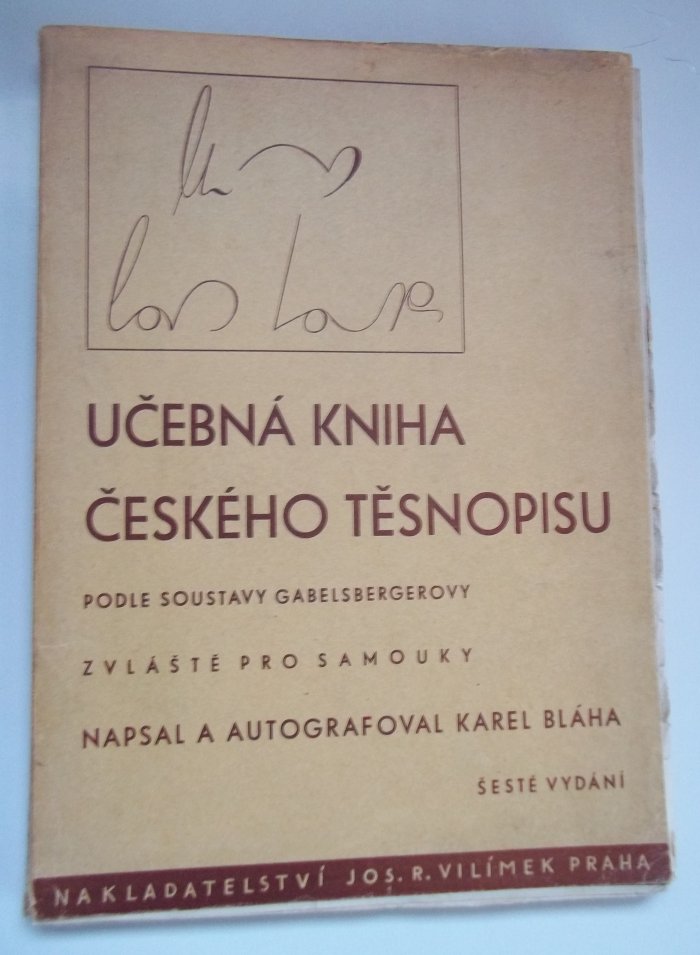 UČEBNÁ KNIHA
ČESKÉHO TĚSNOPISU
PODLE SOUSTAVY GABELSBERGEROVY
ZVLÁŠTĚ PRO SAMOUKY
NAPSAL A AUTOGRAFOVAL KAREL BLÁHA
ŠESTÉ VYDÁNÍ
NAKLADATELSTVÍ JOS. R. VILÍMEK PRAHA